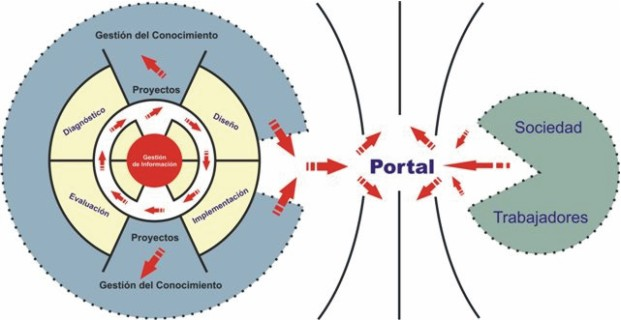 Gestión del Conocimiento
Proyectos
Diagnóstico
Diseño
Gestión
de Información
Evaluación
Implementación
Proyectos
Gestión del Conocimiento
Portal
Sociedad
Trabajadores